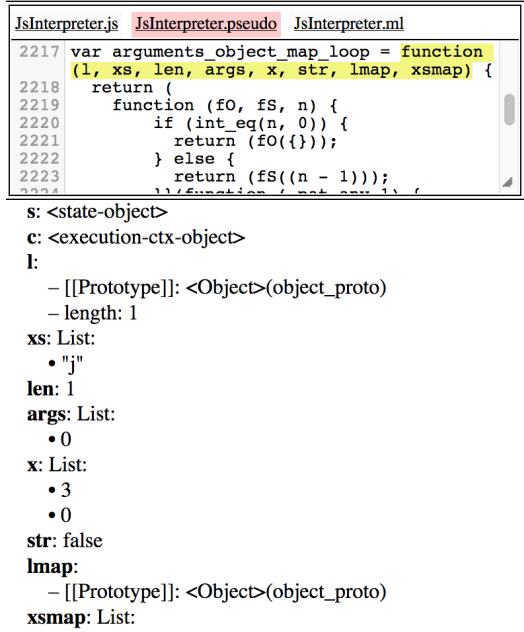 JsInterpreter.js JsInterpreter.pseudo JsInterpreter.ml
2217 var arguments_object_map_loop = function
(l, xs, len, args, x, str, lmap, xsmap) {
2218 return (
2219 function (fO, fS, n) {
2220 if (int_eq(n, 0)) {
2221 return (fO({}));
2222 } else {
2223 return (fS((n - 1)));
s: <state-object>
c: <execution-ctx-object>
l:
– [[Prototype]]: <Object>(object_proto)
– length: 1
xs: List:
• "j"
len: 1
args: List:
• 0
x: List:
• 3
• 0
str: false
lmap:
– [[Prototype]]: <Object>(object_proto)
xsmap: List: